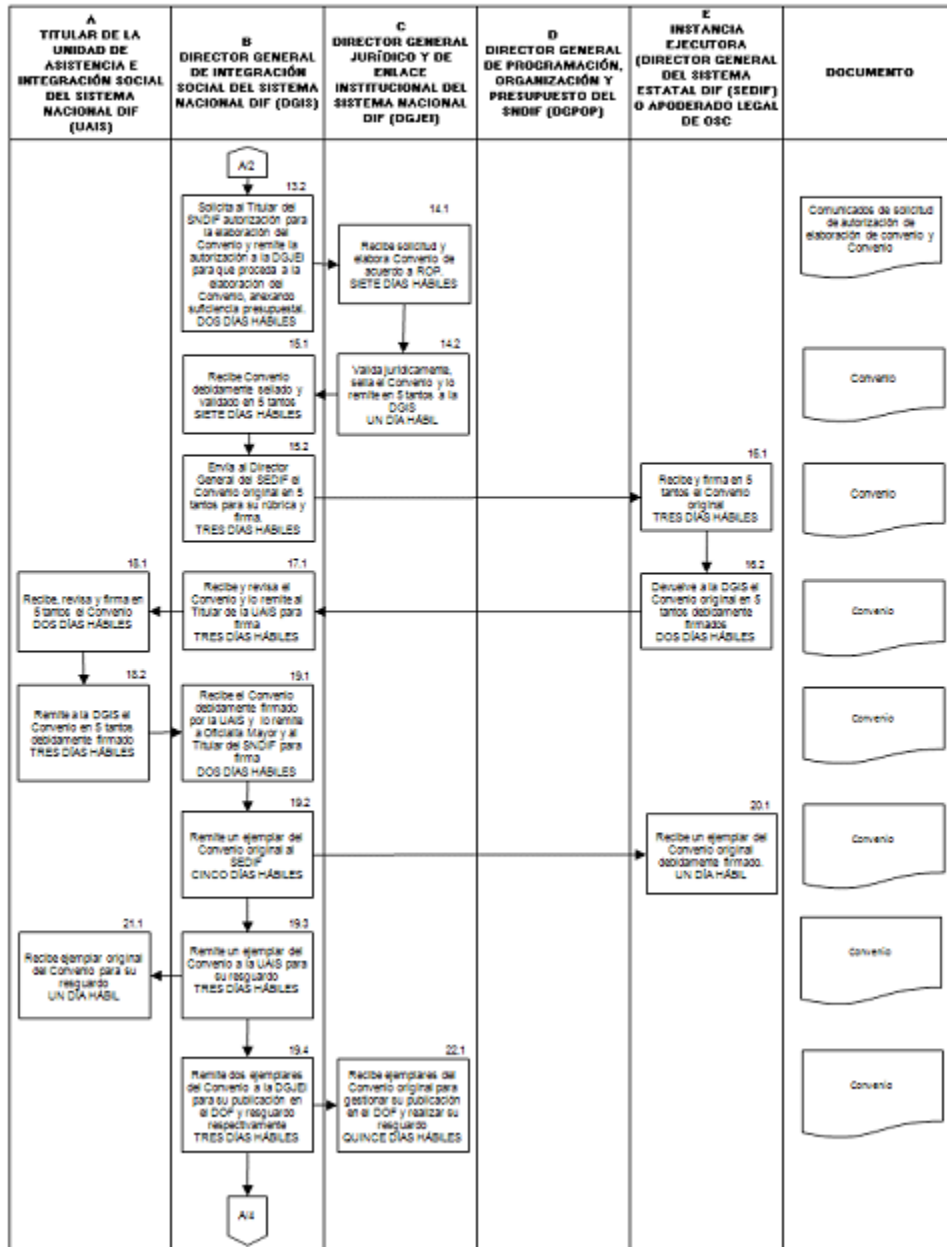 A
TITULAR DE LA
UNIDAD DE
ASISTENCIA E
INTEGRACIÓN SOCIAL
DEL SISTEMA
NACIONAL DIF
(UAIS)
B
DIRECTOR GENERAL
DE INTEGRACIÓN
SOCIAL DEL SISTEMA
NACIONAL DIF (DGIS)
C
DIRECTOR GENERAL
JURÍDICO Y DE
ENLACE
INSTITUCIONAL DEL
SISTEMA NACIONAL
DIF (DGJEI)
D
DIRECTOR GENERAL
DE PROGRAMACIÓN,
ORGANIZACIÓN Y
PRESUPUESTO DEL
SNDIF (DGPOP)
E
INSTANCIA
EJECUTORA
(DIRECTOR GENERAL
DEL SISTEMA
ESTATAL DIF (SEDIF)
O APODERADO LEGAL
DE OSC
DOCUMENTO
A/2
13.2
Solicita al Titular del
SNDIF autorización para
la elaboración del
Convenio y remite la
autorización a la DGJEI
para que proceda a la
elaboración del
Convenio, anexando
suficiencia presupuestal.
DOS DÍAS HÁBILES
14.1
Recibe solicitud y
elabora Convenio de
acuerdo a ROP.
SIETE DÍAS HÁBILES
Comunicados de solicitud
de autorización de
elaboración de convenio y
Convenio
15.1
Recibe Convenio
debidamente sellado y
validado en 5 tantos
SIETE DÍAS HÁBILES
14.2
Valida jurídicamente,
sella el Convenio y lo
remite en 5 tantos a la
DGIS
UN DÍA HÁBIL
Convenio
15.2
Envía al Director
General del SEDIF el
Convenio original en 5
tantos para su rúbrica y
firma.
TRES DÍAS HÁBILES
16.1
Recibe y firma en 5
tantos el Convenio
original
TRES DÍAS HÁBILES
Convenio
18.1
Recibe, revisa y firma en
5 tantos el Convenio
DOS DÍAS HÁBILES
17.1
Recibe y revisa el
Convenio y lo remite al
Titular de la UAIS para
firma
TRES DÍAS HÁBILES
16.2
Devuelve a la DGIS el
Convenio original en 5
tantos debidamente
firmados
DOS DÍAS HÁBILES
Convenio
18.2
Remite a la DGIS el
Convenio en 5 tantos
debidamente firmado
TRES DÍAS HÁBILES
19.1
Recibe el Convenio
debidamente firmado
por la UAIS y lo remite
a Oficialía Mayor y al
Titular del SNDIF para
firma
DOS DÍAS HÁBILES
Convenio
19.2
Remite un ejemplar del
Convenio original al
SEDIF
CINCO DÍAS HÁBILES
20.1
Recibe un ejemplar del
Convenio original
debidamente firmado.
UN DÍA HÁBIL
Convenio
21.1
Recibe ejemplar original
del Convenio para su
resguardo
UN DÍA HÁBIL
19.3
Remite un ejemplar del
Convenio a la UAIS para
su resguardo
TRES DÍAS HÁBILES
Convenio
19.4
Remite dos ejemplares
del Convenio a la DGJEI
para su publicación en
el DOF y resguardo
respectivamente
TRES DÍAS HÁBILES
22.1
Recibe ejemplares del
Convenio original para
gestionar su publicación
en el DOF y realizar su
resguardo
QUINCE DÍAS HÁBILES
Convenio
A/4